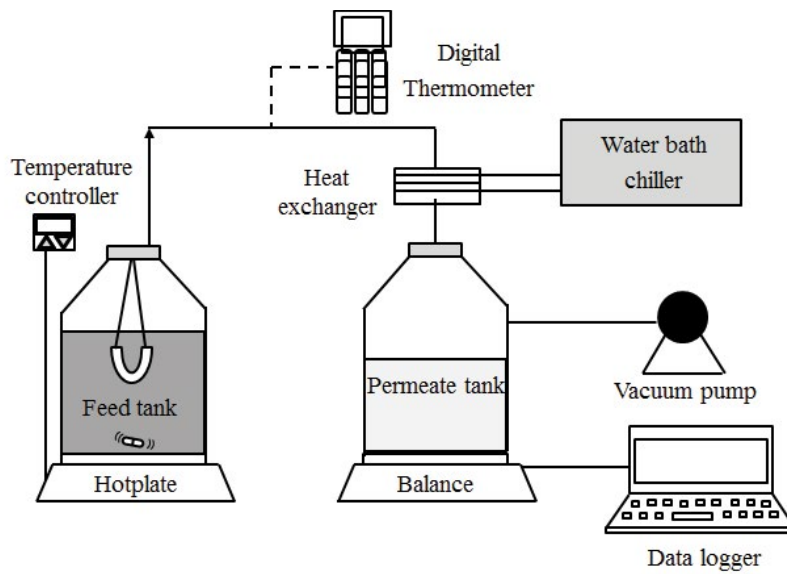 Digital
Thermometer
Temperature
controller
Heat
exchanger
Water bath
chiller
Feed tank
Permeate tank
Vacuum pump
Hotplate
Balance
Data logger